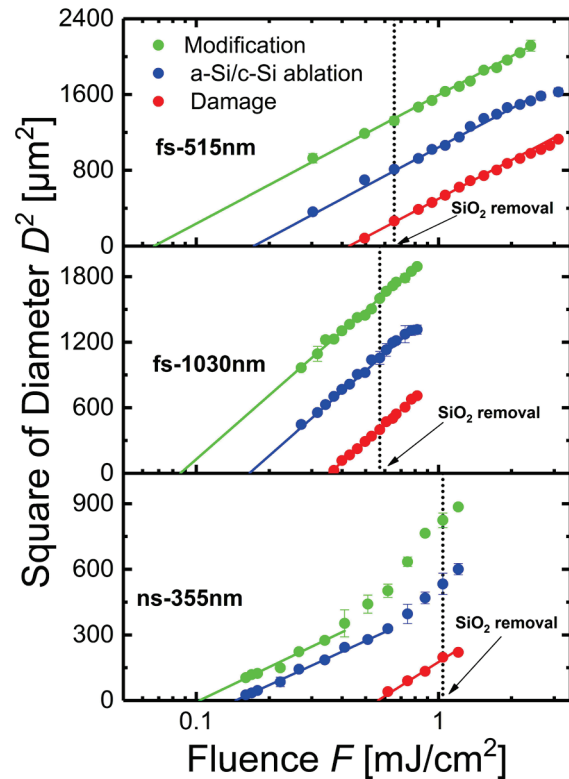 2400
Modification
a-Si/c-Si ablation
1600
Damage
800
fs-515nm
SiO₂ removal
0
1800
1200
fs-1030nm
600
SiO₂ removal
0
900
600
ns-355nm
300
SiO₂ removal
0
0.1 1
Square of Diameter D² [μm²]
Fluence F [mJ/cm²]